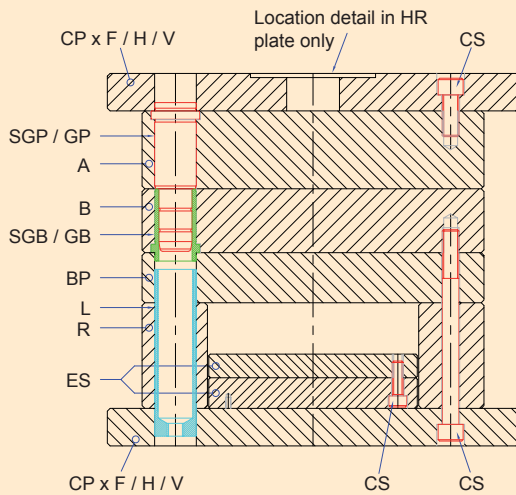 Location detail in HR
plate only
CP x F / H / V
CS
SGP / GP
A
B
SGB / GB
BP
L
R
ES
CP x F / H / V
CS
CS